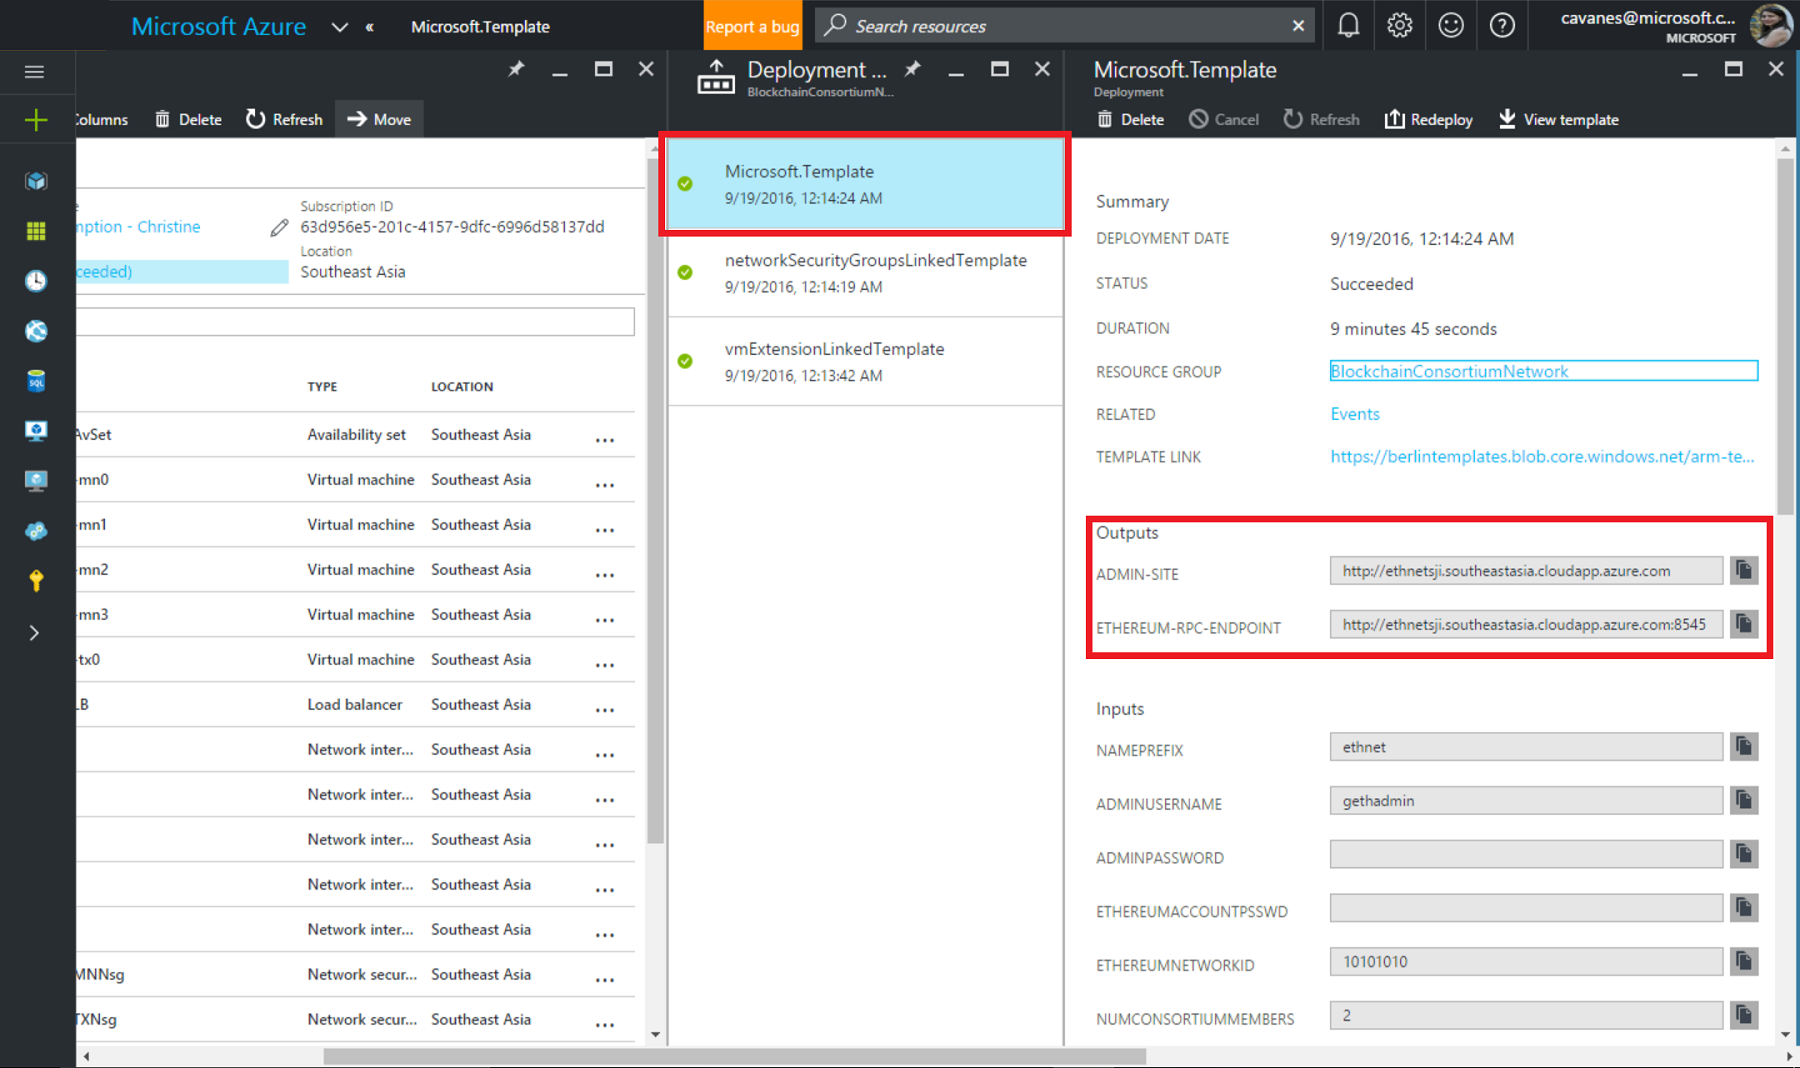 Microsoft Azure
Microsoft.Template
Report a bug
Search resources
cavanes@microsoft.c...
MICROSOFT
Columns
Delete
Refresh
Move
Subscription ID
mption - Christine
63d956e5-201c-4157-9dfc-6996d58137dd
Location
ceeded)
Southeast Asia
TYPE LOCATION
AvSet Availability set Southeast Asia ...
-mn0 Virtual machine Southeast Asia ...
-mn1 Virtual machine Southeast Asia ...
-mn2 Virtual machine Southeast Asia ...
-mn3 Virtual machine Southeast Asia ...
-tx0 Virtual machine Southeast Asia ...
LB Load balancer Southeast Asia ...
Network inter... Southeast Asia ...
Network inter... Southeast Asia ...
Network inter... Southeast Asia ...
Network inter... Southeast Asia ...
Network inter... Southeast Asia ...
MNNsg Network secur... Southeast Asia ...
TXNsg Network secur... Southeast Asia ...
Deployment ...
BlockchainConsortiumN...
Microsoft.Template
9/19/2016, 12:14:24 AM
networkSecurityGroupsLinkedTemplate
9/19/2016, 12:14:19 AM
vmExtensionLinkedTemplate
9/19/2016, 12:13:42 AM
Microsoft.Template
Deployment
Delete
Cancel
Refresh
Redeploy
View template
Summary
DEPLOYMENT DATE 9/19/2016, 12:14:24 AM
STATUS Succeeded
DURATION 9 minutes 45 seconds
RESOURCE GROUP BlockchainConsortiumNetwork
RELATED Events
TEMPLATE LINK https://berlintemplates.blob.core.windows.net/arm-te...
Outputs
ADMIN-SITE http://ethnetsji.southeastasia.cloudapp.azure.com
ETHEREUM-RPC-ENDPOINT http://ethnetsji.southeastasia.cloudapp.azure.com:8545
Inputs
NAMEPREFIX ethnet
ADMINUSERNAME gethadmin
ADMINPASSWORD
ETHEREUMACCOUNTPSSWD
ETHEREUMNETWORKID 10101010
NUMCONSORTIUMMEMBERS 2